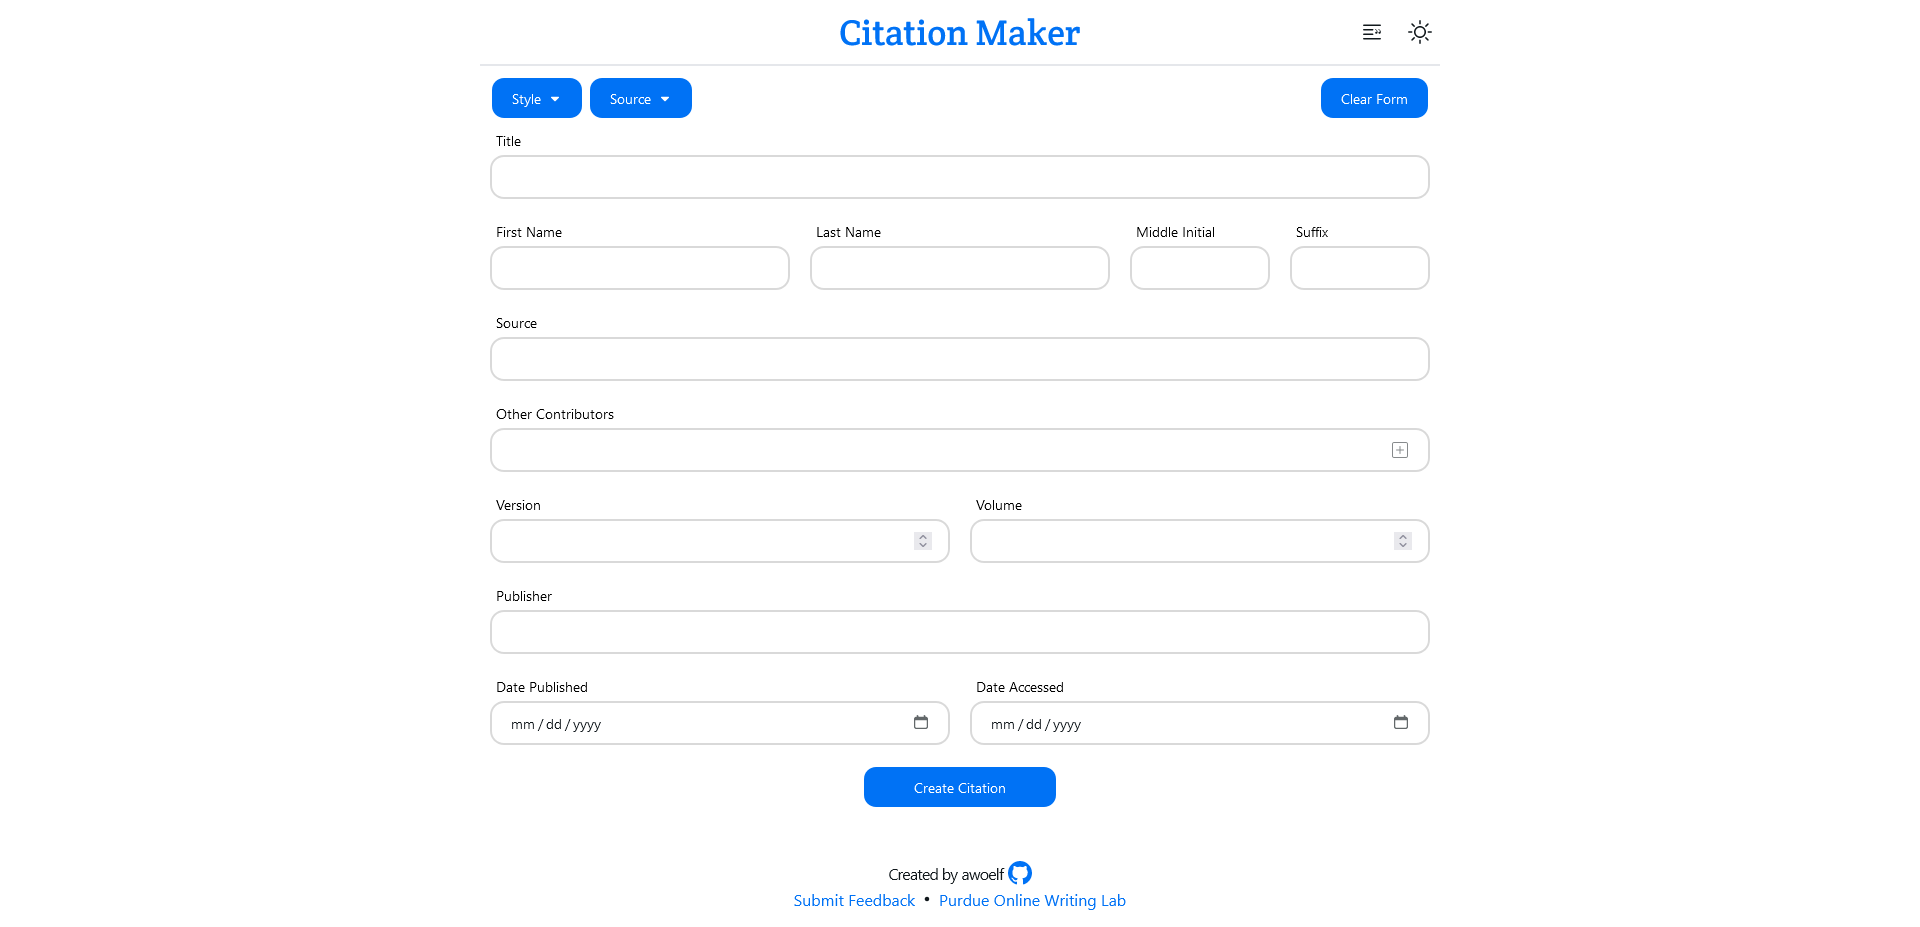 Citation Maker
Style
Source
Clear Form
Title
First Name
Last Name
Middle Initial
Suffix
Source
Other Contributors
Version
Volume
Publisher
Date Published
Date Accessed
mm/dd/yyyy
mm/dd/yyyy
Create Citation
Created by awoelf
Submit Feedback • Purdue Online Writing Lab